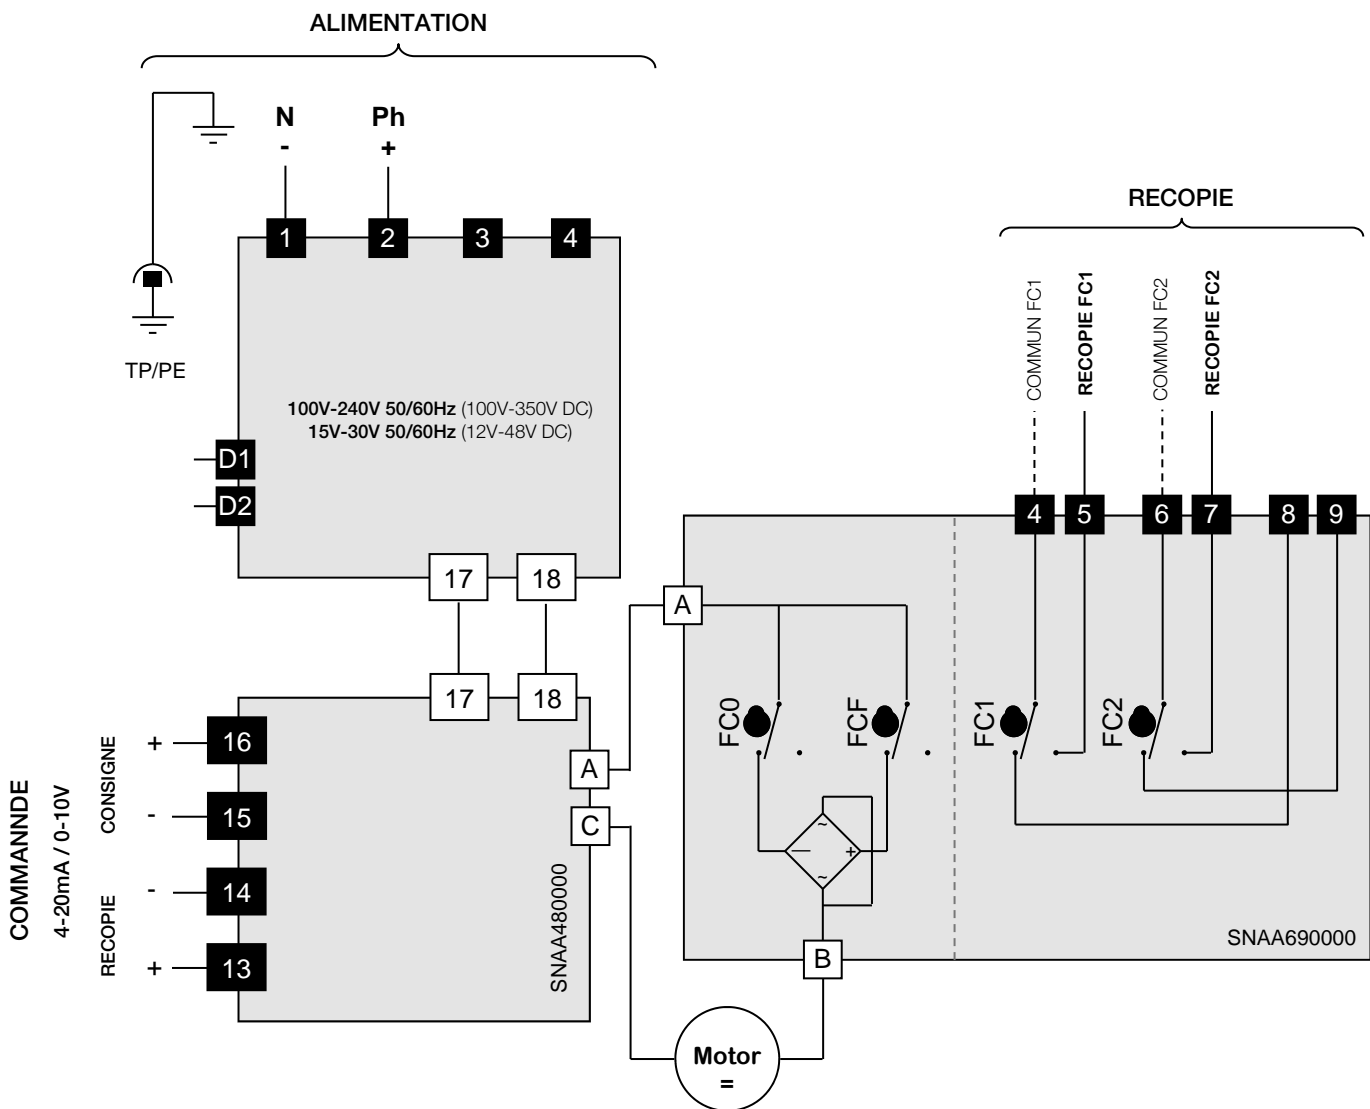 ALIMENTATION
N
-
Ph
+
1
2
3
4
TP/PE
100V-240V 50/60Hz (100V-350V DC)
15V-30V 50/60Hz (12V-48V DC)
D1
D2
17
18
17
18
COMMANNDE
4-20mA / 0-10V
CONSIGNE
RECOPIE
+
16
-
15
-
14
+
13
A
C
SNAA480000
RECOPIE
COMMUN FC1
RECOPIE FC1
COMMUN FC2
RECOPIE FC2
4
5
6
7
8
9
A
FC0
FCF
FC1
FC2
~
—
+
~
SNAA690000
B
Motor
=